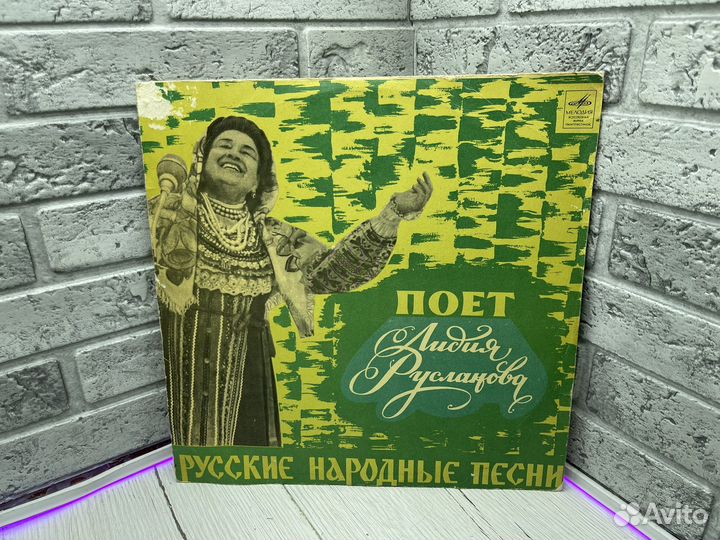 МЕЛОДИЯ
ПОЕТ
Лидия
Русланова
РУССКИЕ НАРОДНЫЕ ПЕСНИ
Avito